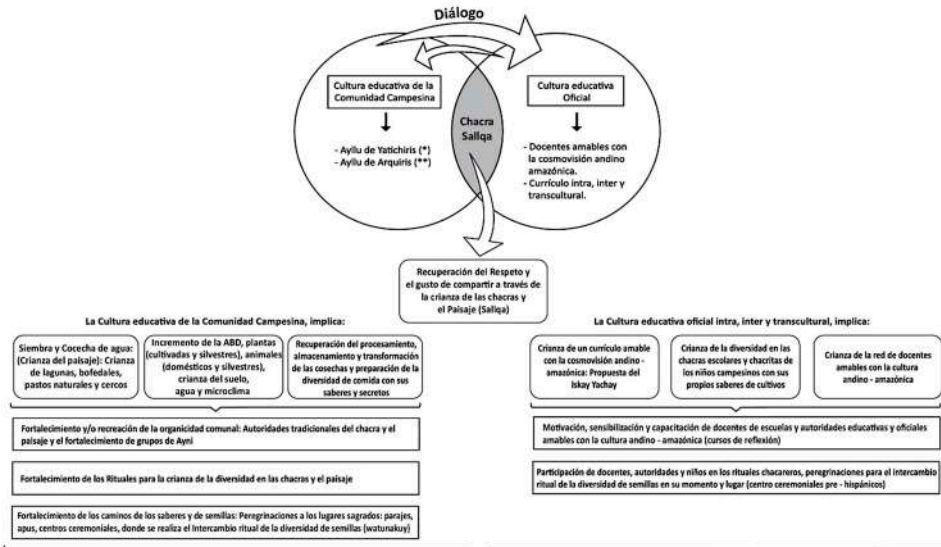 Diálogo
Cultura educativa de la
Comunidad Campesina
- Ayllu de Yatichiris (*)
- Ayllu de Arquiris (**)
Chacra
Sallqa
Cultura educativa
Oficial
- Docentes amables con
la cosmovisión andino
amazónica.
- Currículo intra, inter y
transcultural.
Recuperación del Respeto y
el gusto de compartir a través de
la crianza de las chacras y
el Paisaje (Sallqa)
La Cultura educativa de la Comunidad Campesina, implica:
Siembra y Cocecha de agua:
(Crianza del paisaje): Crianza
de lagunas, bofedales,
pastos naturales y cercos
Incremento de la ABD, plantas
(cultivadas y silvestres), animales
(domésticos y silvestres),
crianza del suelo,
agua y microclima
Recuperación del procesamiento,
almacenamiento y transformación
de las cosechas y preparación de la
diversidad de comida con sus
saberes y secretos
Fortalecimiento y/o recreación de la organicidad comunal: Autoridades tradicionales del chacra y el
paisaje y el fortalecimiento de grupos de Ayni
Fortalecimiento de los Rituales para la crianza de la diversidad en las chacras y el paisaje
Fortalecimiento de los caminos de los saberes y de semillas: Peregrinaciones a los lugares sagrados: parajes,
apus, centros ceremoniales, donde se realiza el Intercambio ritual de la diversidad de semillas (watunakuy)
La Cultura educativa oficial intra, inter y transcultural, implica:
Crianza de un currículo amable
con la cosmovisión andino -
amazónica: Propuesta del
Iskay Yachay
Crianza de la diversidad en las
chacras escolares y chacritas de
los niños campesinos con sus
propios saberes de cultivos
Crianza de la red de docentes
amables con la cultura
andino - amazónica
Motivación, sensibilización y capacitación de docentes de escuelas y autoridades educativas y oficiales
amables con la cultura andino - amazónica (cursos de reflexión)
Participación de docentes, autoridades y niños en los rituales chacareros, peregrinaciones para el intercambio
ritual de la diversidad de semillas en su momento y lugar (centro ceremoniales pre - hispánicos)